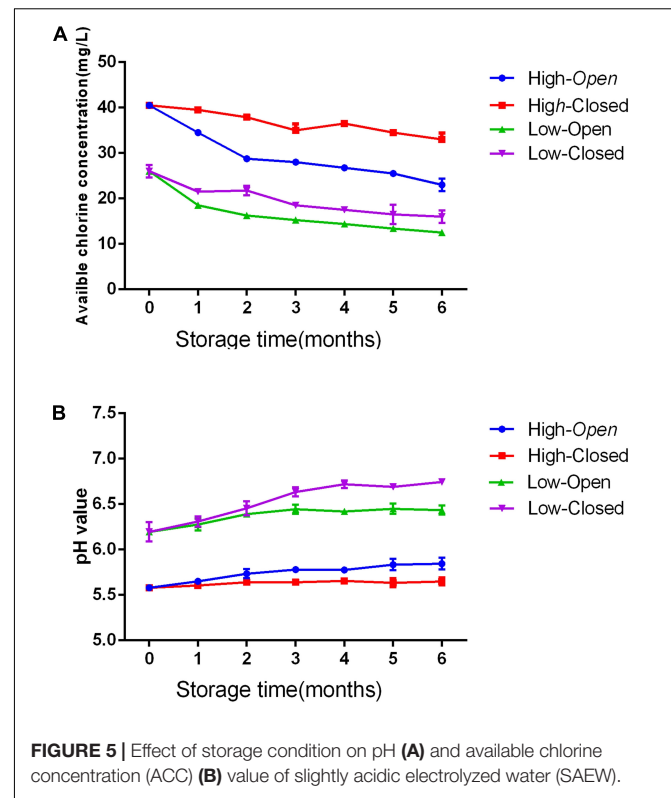 A
Availble chlorine concentration(mg/L)
50
40
30
20
10
0
0 1 2 3 4 5 6
Storage time(months)
High-Open
High-Closed
Low-Open
Low-Closed
B
pH value
7.5
7.0
6.5
6.0
5.5
5.0
0 1 2 3 4 5 6
Storage time(months)
High-Open
High-Closed
Low-Open
Low-Closed
FIGURE 5 | Effect of storage condition on pH (A) and available chlorine
concentration (ACC) (B) value of slightly acidic electrolyzed water (SAEW).